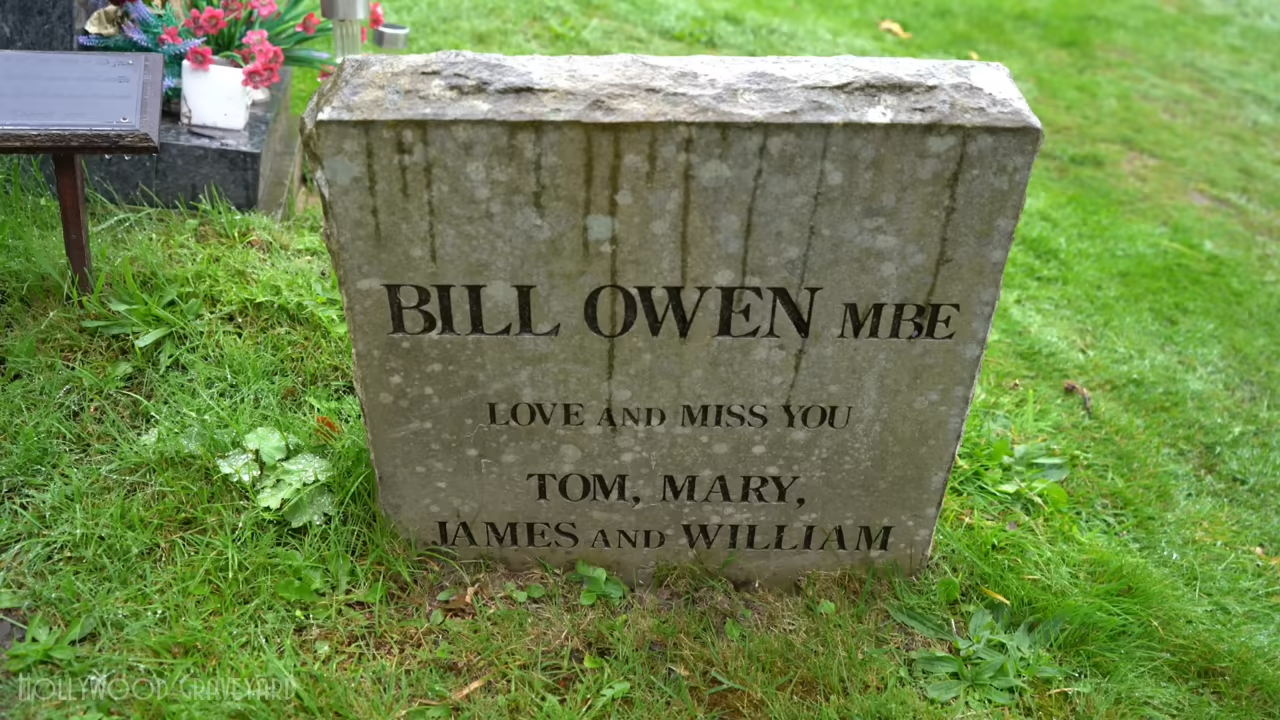 BILL OWEN MBE
LOVE AND MISS YOU
TOM, MARY,
JAMES AND WILLIAM
HOLLYWOOD GRAVEYARD